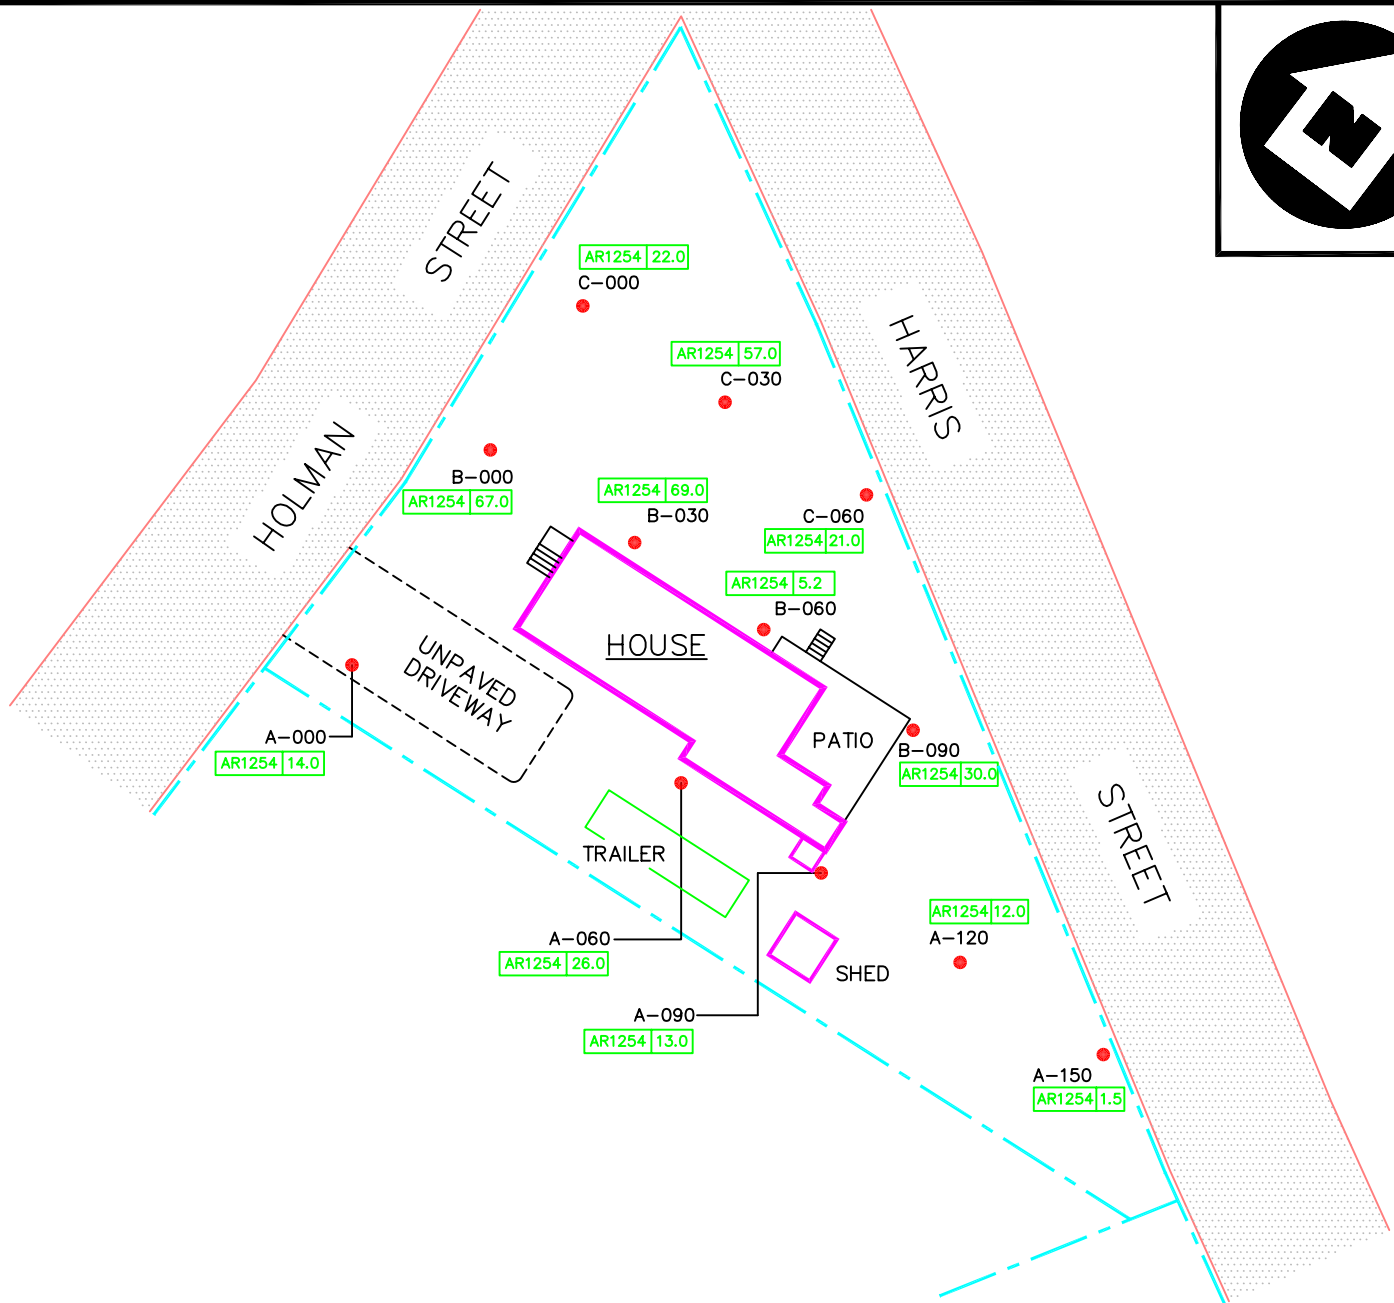 N
STREET
AR1254 22.0
C-000
HARRIS
AR1254 57.0
C-030
HOLMAN
B-000
AR1254 67.0
AR1254 69.0
B-030
C-060
AR1254 21.0
AR1254 5.2
B-060
HOUSE
UNPAVED
DRIVEWAY
A-000
AR1254 14.0
PATIO
B-090
AR1254 30.0
STREET
TRAILER
AR1254 12.0
A-120
A-060
AR1254 26.0
SHED
A-090
AR1254 13.0
A-150
AR1254 1.5